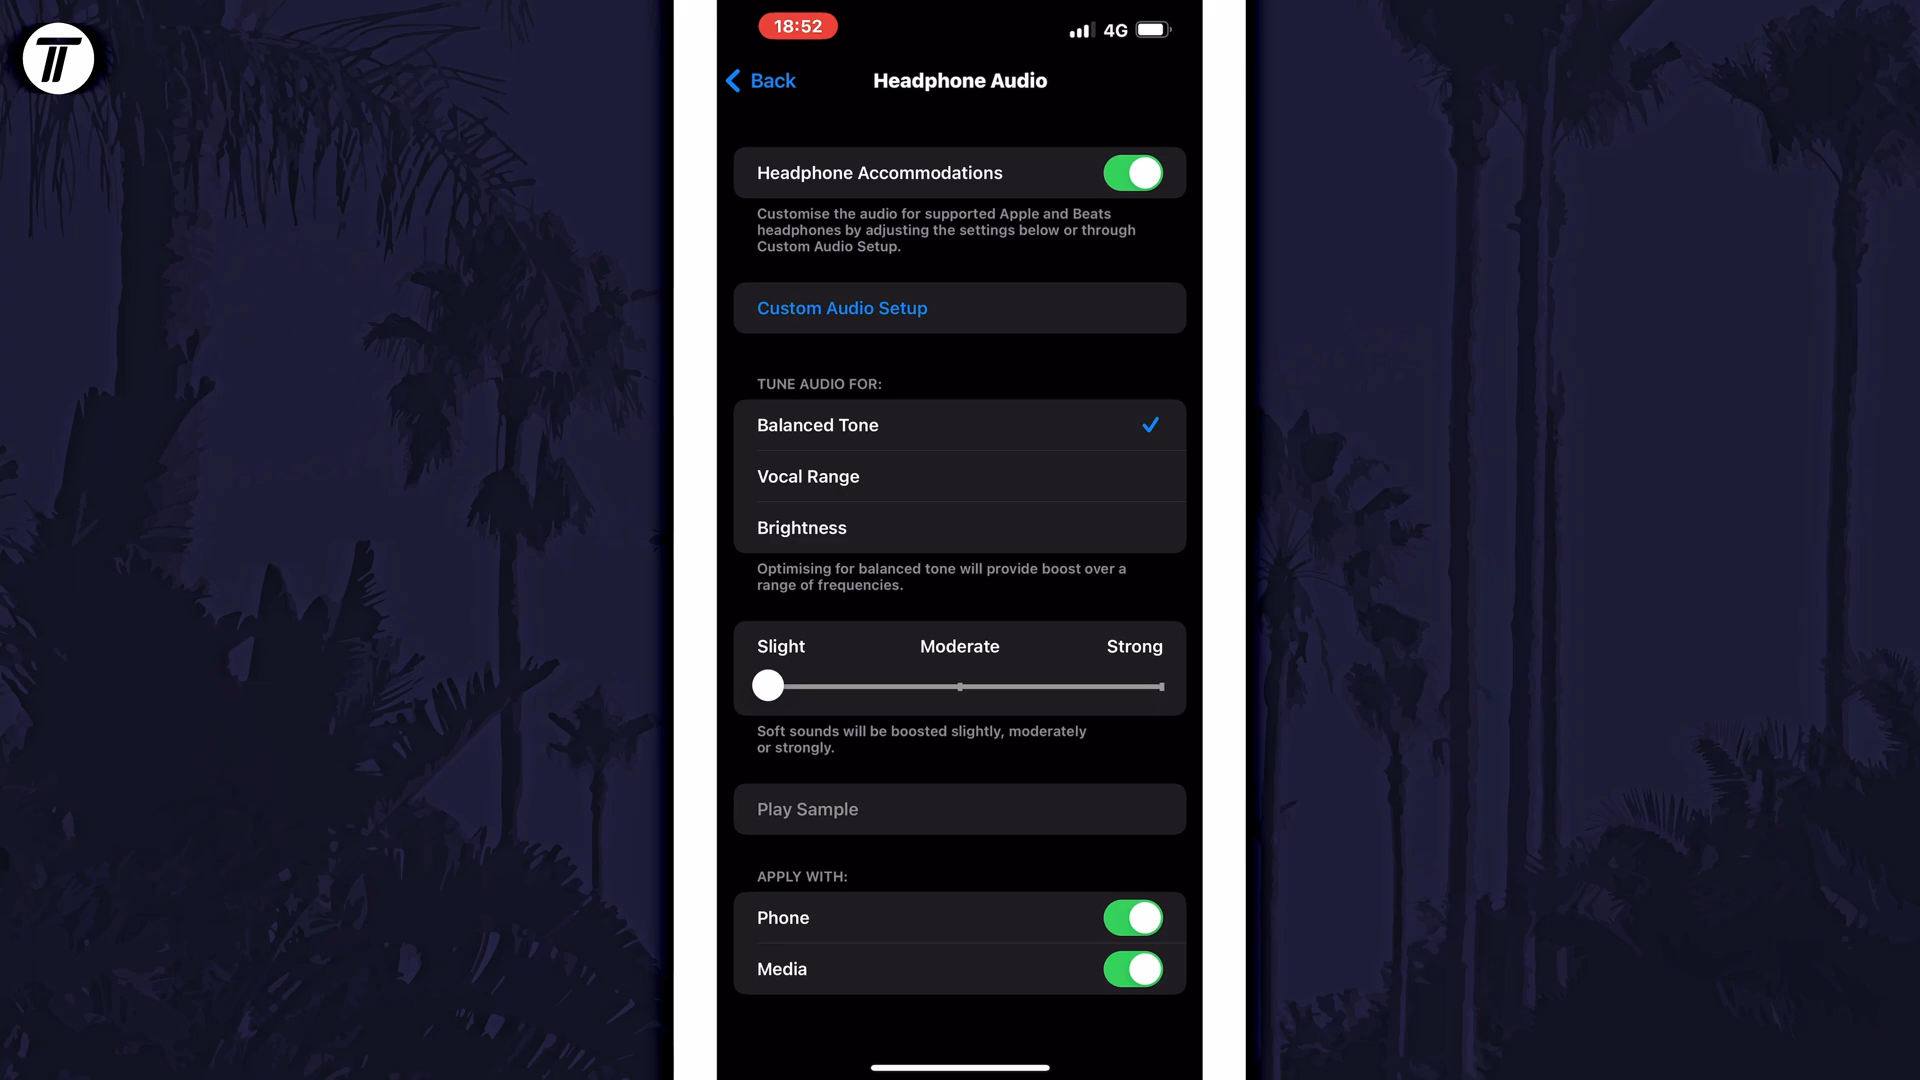 18:52
4G
Back
Headphone Audio
Headphone Accommodations
Customise the audio for supported Apple and Beats
headphones by adjusting the settings below or through
Custom Audio Setup.
Custom Audio Setup
TUNE AUDIO FOR:
Balanced Tone
Vocal Range
Brightness
Optimising for balanced tone will provide boost over a
range of frequencies.
Slight Moderate Strong
Soft sounds will be boosted slightly, moderately
or strongly.
Play Sample
APPLY WITH:
Phone
Media